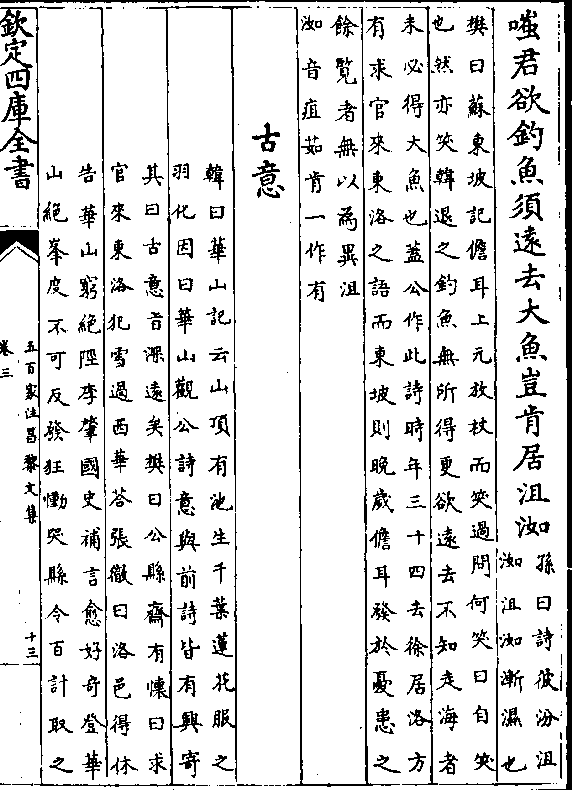 嗤君欲釣魚須遠去大魚豈肯居沮洳
孫曰詩彼汾沮
洳沮洳漸濕也
樊曰蘇東坡記儋耳上元放杖而笑過問何笑曰自笑
也然亦笑韓退之釣魚無所得更欲遠去不知走海者
未必得大魚也蓋公作此詩時年三十四去徐居洛方
有求官來東洛之語而東坡則晚歲儋耳發於憂患之
餘覽者無以為異沮
洳音疽茹肯一作有
古意
韓曰華山記云山頂有池生千葉蓮花服之
羽化因曰華山觀公詩意與前詩皆有興寄
其曰古意旨深遠矣樊曰公縣齋有懷曰求
官來東洛犯雪過西華荅張徹曰洛邑得休
告華山窮絶陘李肇國史補言愈好奇登華
山絶峯度不可反發狂慟哭縣令百計取之
欽定四庫全書
五百家注昌黎文集
卷三
十三